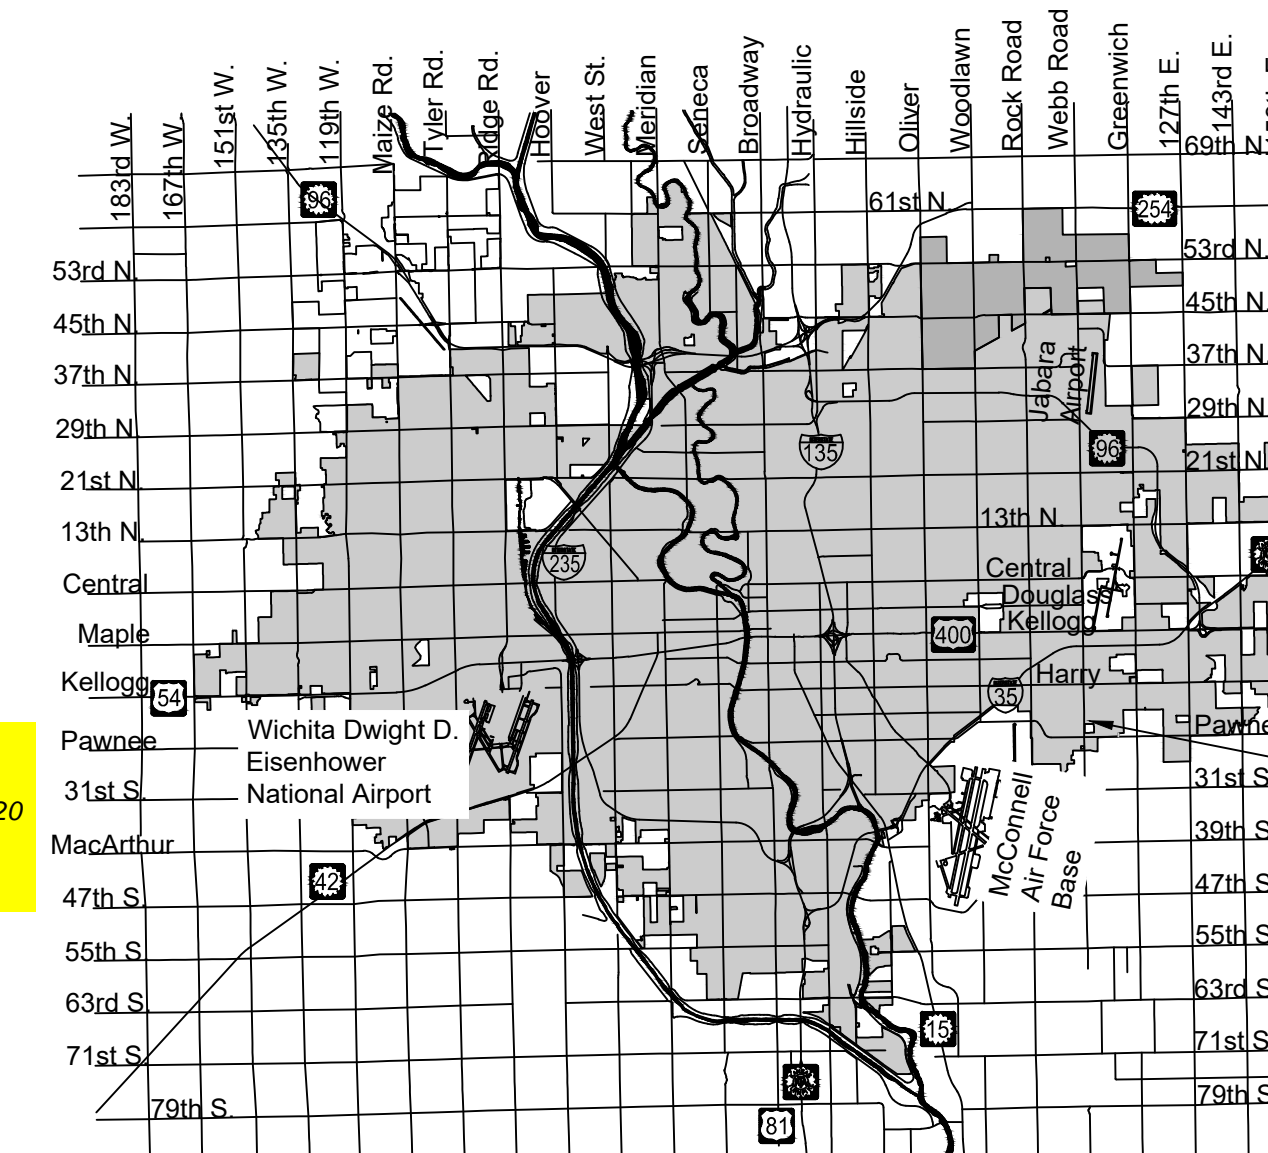 183rd W.
167th W.
151st W.
135th W.
119th W.
Maize Rd.
Tyler Rd.
Ridge Rd.
Hoover
West St.
Meridian
Seneca
Broadway
Hydraulic
Hillside
Oliver
Woodlawn
Rock Road
Webb Road
Greenwich
127th E.
143rd E.
69th N.
96
61st N.
254
53rd N.
53rd N.
45th N.
45th N.
37th N.
37th N.
Jabara
Airport
29th N.
29th N
135
96
21st N.
21st N.
13th N.
13th N.
235
Central
Central
Douglass
Maple
Kellogg
400
Kellogg
54
Harry
35
Wichita Dwight D.
Eisenhower
National Airport
Pawnee
Pawne
31st S.
31st S
20
McConnell
Air Force
Base
MacArthur
39th S
42
47th S.
47th S
55th S.
55th S
63rd S.
63rd S
15
71st S.
71st S
79th S.
79th S
81